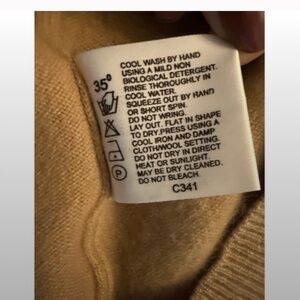 COOL WASH BY HAND
USING A MILD NON
BIOLOGICAL DETERGENT.
RINSE THOROUGHLY IN
COOL WATER.
SQUEEZE OUT BY HAND
OR SHORT SPIN.
DO NOT WRING.
LAY OUT. FLAT IN SHAPE
TO DRY.PRESS USING A
COOL IRON AND DAMP
CLOTH/WOOL SETTING.
DO NOT DRY IN DIRECT
HEAT OR SUNLIGHT.
MAY BE DRY CLEANED.
DO NOT BLEACH.
C341
35°
P